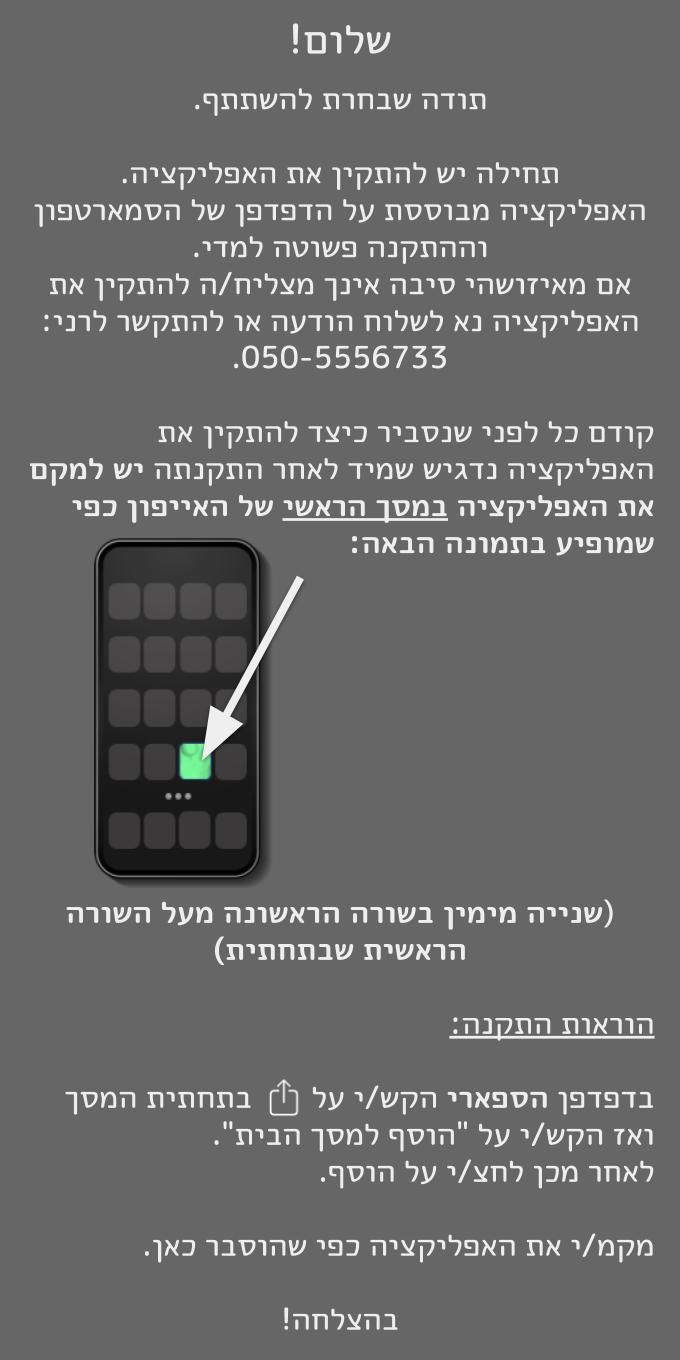 שלום!
תודה שבחרת להשתתף.
תחילה יש להתקין את האפליקציה.
האפליקציה מבוססת על הדפדפן של הסמארטפון
וההתקנה פשוטה למדי.
אם מאיזושהי סיבה אינך מצליח/ה להתקין את
האפליקציה נא לשלוח הודעה או להתקשר לרני:
050-5556733.
קודם כל לפני שנסביר כיצד להתקין את
האפליקציה נדגיש שמיד לאחר התקנתה יש למקם
את האפליקציה במסך הראשי של האייפון כפי
שמופיע בתמונה הבאה:
(שנייה מימין בשורה הראשונה מעל השורה
הראשית שבתחתית)
הוראות התקנה:
בדפדפן הספארי הקש/י על בתחתית המסך
ואז הקש/י על "הוסף למסך הבית".
לאחר מכן לחצ/י על הוסף.
מקמ/י את האפליקציה כפי שהוסבר כאן.
בהצלחה!